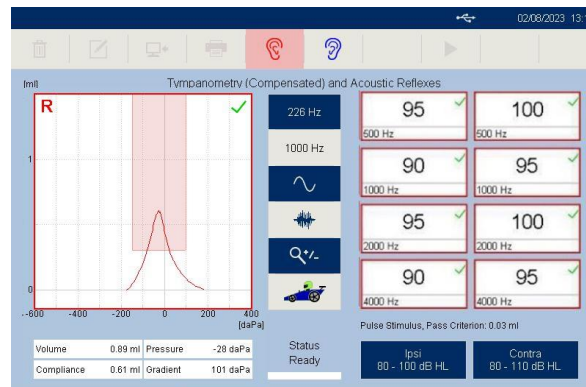 02/08/2023 13:1
[ml]
Tympanometry (Compensated) and Acoustic Reflexes
R
1
0
-600 -400 -200 0 200 400
[daPa]
Volume 0.89 ml Pressure -28 daPa
Compliance 0.61 ml Gradient 101 daPa
226 Hz
1000 Hz
+/-
Status
Ready
95 100
500 Hz 500 Hz
90 95
1000 Hz 1000 Hz
95 100
2000 Hz 2000 Hz
90 95
4000 Hz 4000 Hz
Pulse Stimulus, Pass Criterion: 0.03 ml
Ipsi
80 - 100 dB HL
Contra
80 - 110 dB HL